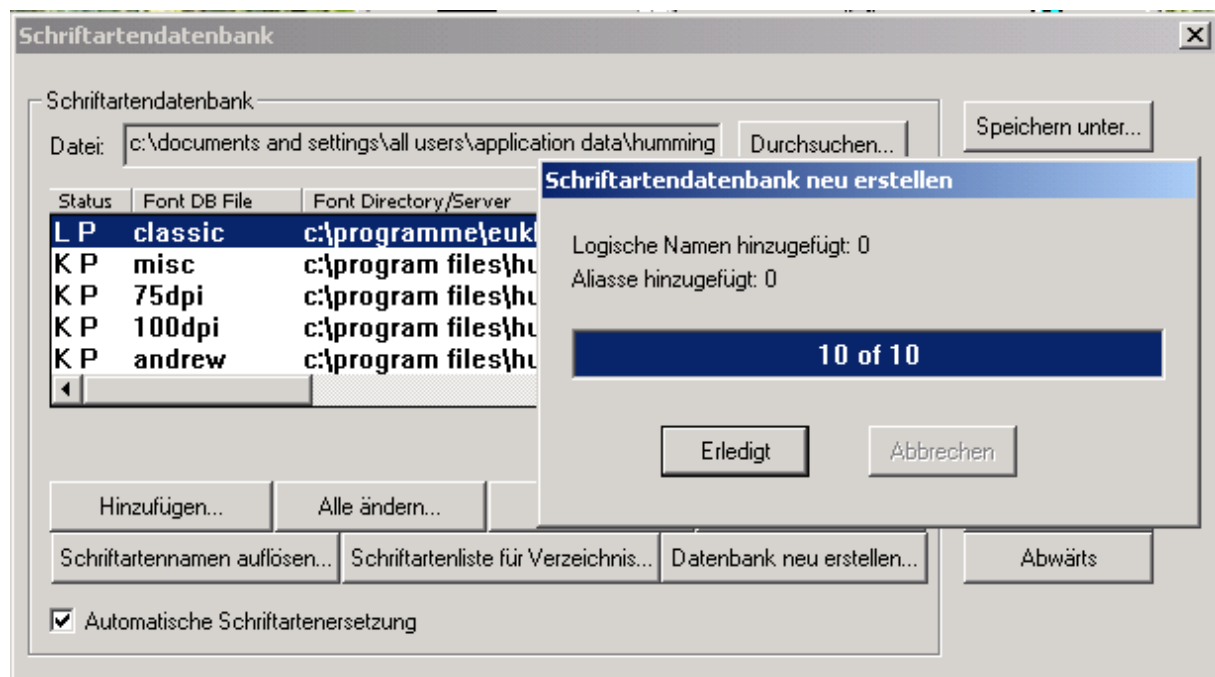 Schriftartendatenbank
Schriftartendatenbank
Datei: c:\documents and settings\all users\application data\humming Durchsuchen... Speichern unter...
Schriftartendatenbank neu erstellen
Status Font DB File Font Directory/Server
L P classic c:\programme\eukl
K P misc c:\program files\hu
K P 75dpi c:\program files\hu
K P 100dpi c:\program files\hu
K P andrew c:\program files\hu
Logische Namen hinzugefügt: 0
Aliasse hinzugefügt: 0
10 of 10
Erledigt Abbrechen
Hinzufügen... Alle ändern...
Schriftartennamen auflösen... Schriftartenliste für Verzeichnis... Datenbank neu erstellen... Abwärts
Automatische Schriftartenersetzung